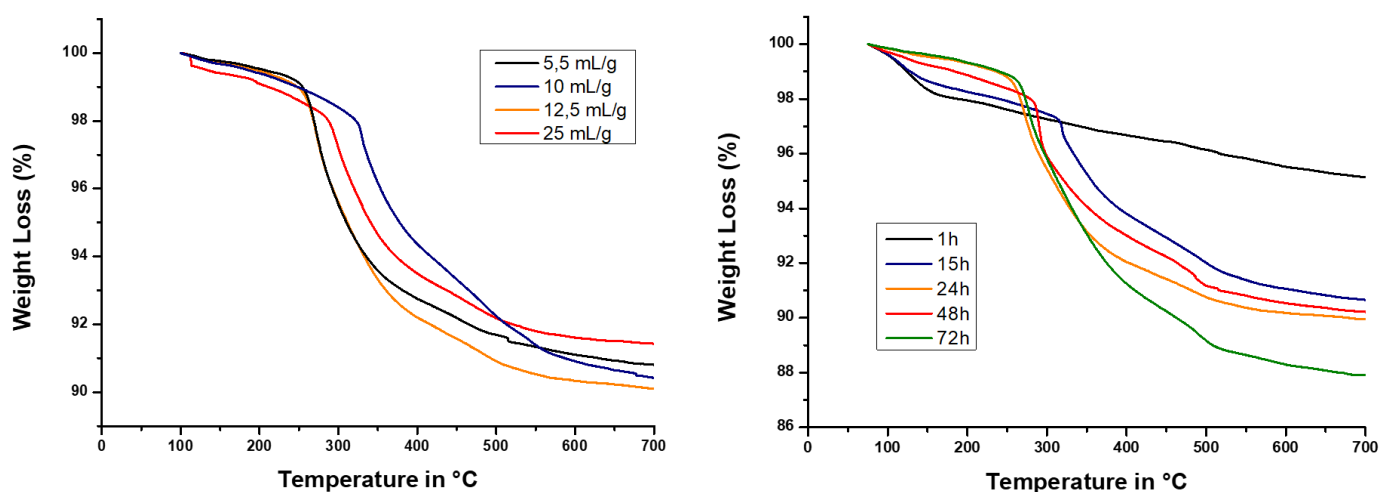 Weight Loss (%)
100
98
96
94
92
90
0
100
200
300
400
500
600
700
Temperature in °C
5,5 mL/g
10 mL/g
12,5 mL/g
25 mL/g
Weight Loss (%)
100
98
96
94
92
90
88
86
0
100
200
300
400
500
600
700
Temperature in °C
1h
15h
24h
48h
72h